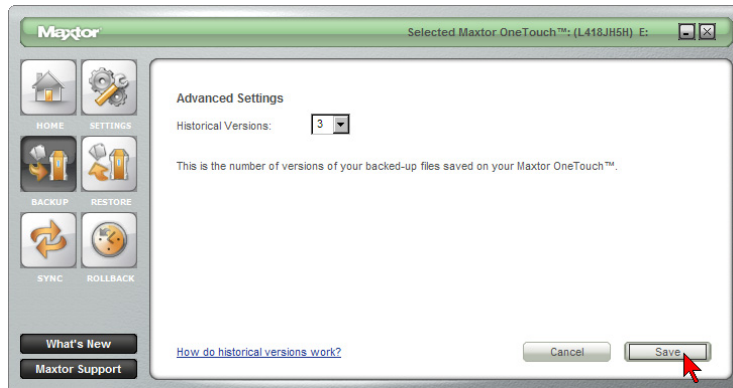 Maxtor
Selected Maxtor OneTouch™: (L418JH5H) E:
HOME SETTINGS
BACKUP RESTORE
SYNC ROLLBACK
What's New
Maxtor Support
Advanced Settings
Historical Versions: 3
This is the number of versions of your backed-up files saved on your Maxtor OneTouch™.
How do historical versions work?
Cancel Save